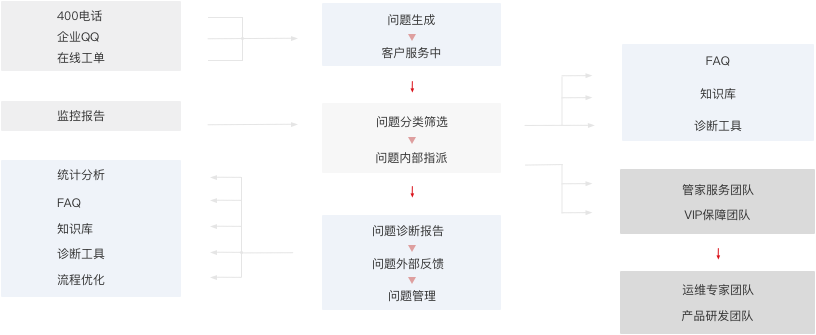 400电话
企业QQ
在线工单
监控报告
统计分析
FAQ
知识库
诊断工具
流程优化
问题生成
客户服务中
问题分类筛选
问题内部指派
问题诊断报告
问题外部反馈
问题管理
FAQ
知识库
诊断工具
管家服务团队
VIP保障团队
运维专家团队
产品研发团队